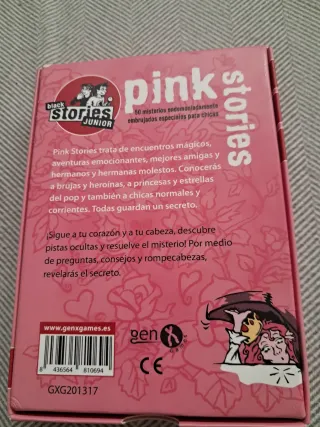 black
stories
JUNIOR
pink
stories
50 misterios endemoniadamente
embrujados especiales para chicas
Pink Stories trata de encuentros mágicos,
aventuras emocionantes, mejores amigas y
hermanos y hermanas molestos. Conocerás
a brujas y heroínas, a princesas y estrellas
del pop y también a chicas normales y
corrientes. Todas guardan un secreto.
¡Sigue a tu corazón y a tu cabeza, descubre
pistas ocultas y resuelve el misterio! Por medio
de preguntas, consejos y rompecabezas,
revelarás el secreto.
www.genxgames.es
gen X
CE
8 436564 810694
GXG201317